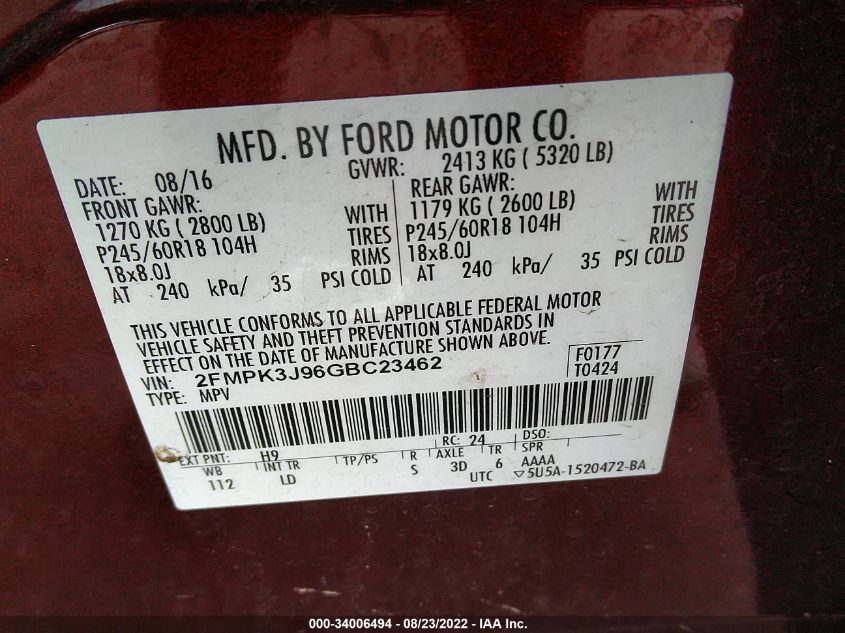 MFD. BY FORD MOTOR CO.
DATE: 08/16 GVWR: 2413 KG ( 5320 LB)
FRONT GAWR: REAR GAWR:
1270 KG ( 2800 LB) WITH 1179 KG ( 2600 LB) WITH
P245/60R18 104H TIRES P245/60R18 104H TIRES
18x8.0J RIMS 18x8.0J RIMS
AT 240 kPa/ 35 PSI COLD AT 240 kPa/ 35 PSI COLD
THIS VEHICLE CONFORMS TO ALL APPLICABLE FEDERAL MOTOR
VEHICLE SAFETY AND THEFT PREVENTION STANDARDS IN
EFFECT ON THE DATE OF MANUFACTURE SHOWN ABOVE.
VIN: 2FMPK3J96GBC23462 F0177
TYPE: MPV T0424
EXT PNT: H9 RC: 24 DSO:
WB INT TR TP/PS R AXLE TR SPR
112 LD S 3D 6 AAAA
UTC ▽5U5A-1520472-BA
000-34006494 - 08/23/2022 - IAA Inc.